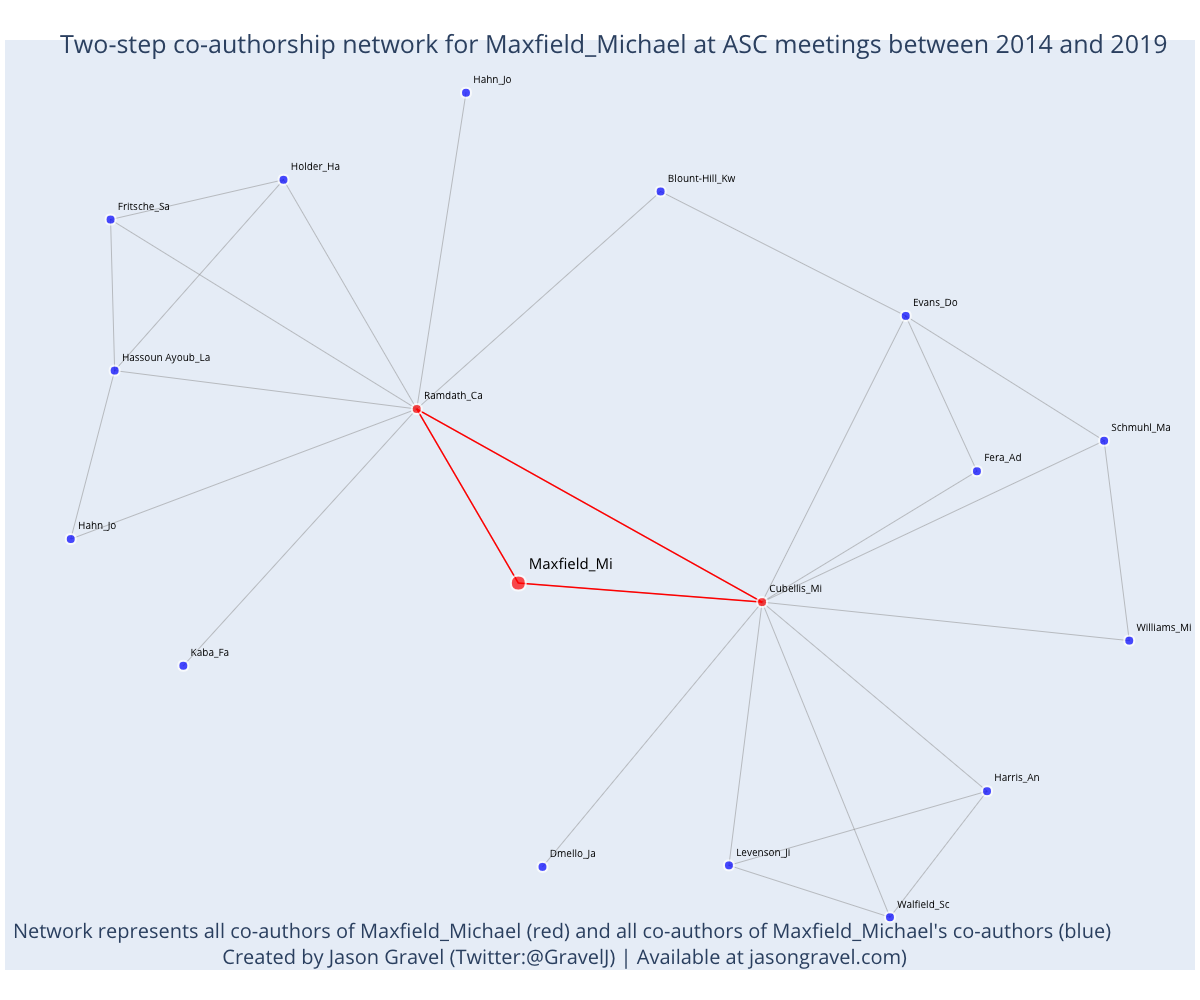 Two-step co-authorship network for Maxfield_Michael at ASC meetings between 2014 and 2019
Hahn_Jo
Holder_Ha
Blount-Hill_Kw
Fritsche_Sa
Evans_Do
Hassoun Ayoub_La
Ramdath_Ca
Schmuhl_Ma
Fera_Ad
Hahn_Jo
Maxfield_Mi
Cubellis_Mi
Williams_Mi
Kaba_Fa
Harris_An
Dmello_Ja
Levenson_Ji
Walfield_Sc
Network represents all co-authors of Maxfield_Michael (red) and all co-authors of Maxfield_Michael's co-authors (blue)
Created by Jason Gravel (Twitter:@GravelJ) | Available at jasongravel.com)